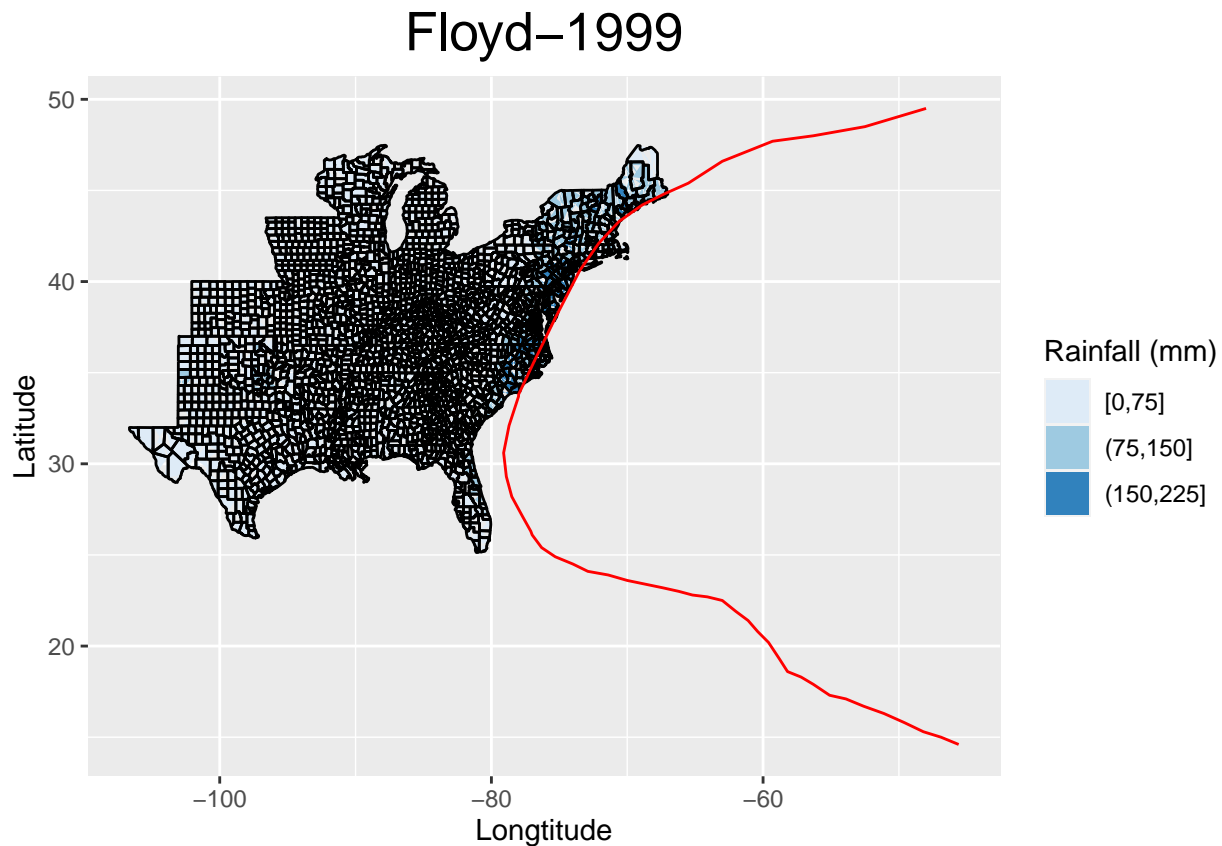 Floyd−1999
50
40
30
20
Latitude
−100
−80
−60
Longtitude
Rainfall (mm)
[0,75]
(75,150]
(150,225]